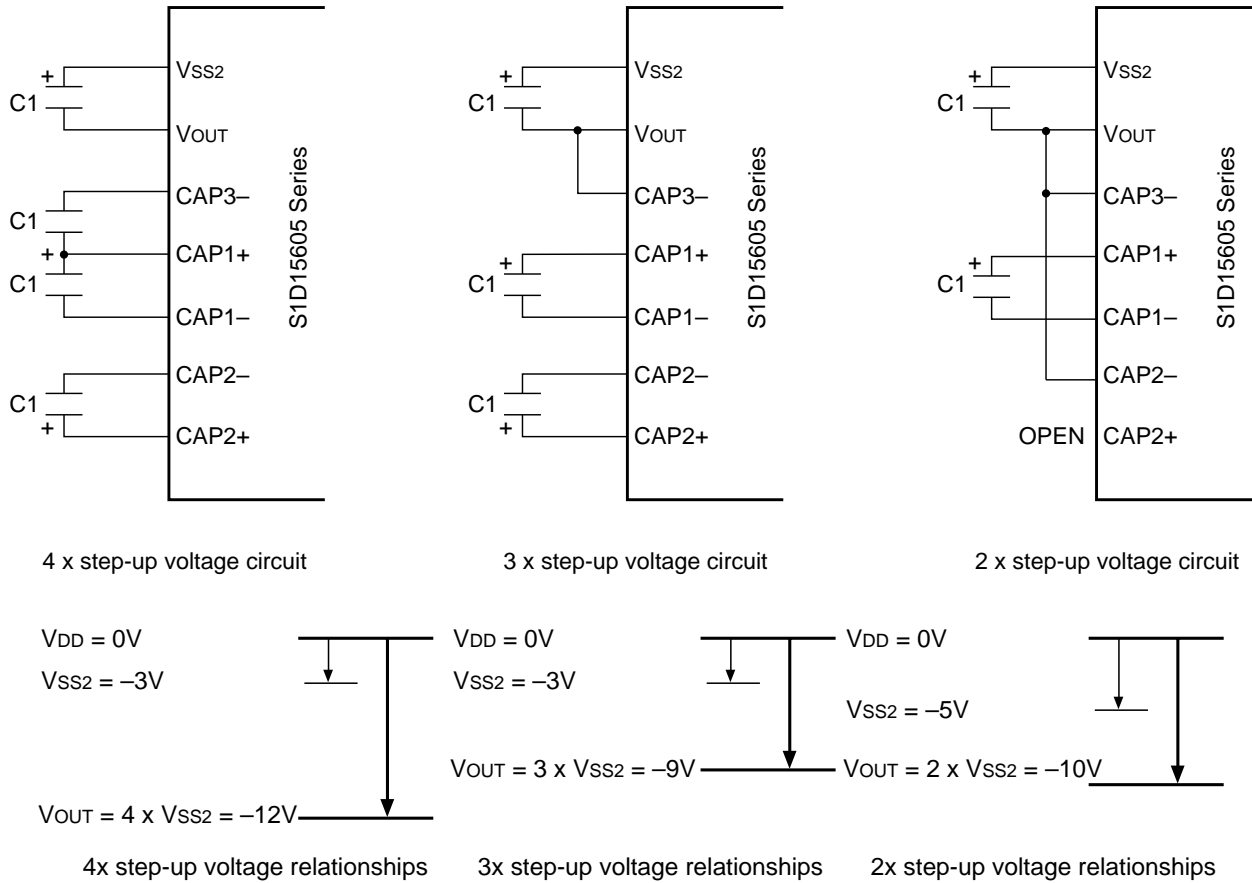 +
C1
VSS2
VOUT
CAP3–
C1
+
CAP1+
C1
CAP1–
CAP2–
C1
+
CAP2+
S1D15605 Series
4 x step-up voltage circuit
+
C1
VSS2
VOUT
CAP3–
+
C1
CAP1+
CAP1–
CAP2–
C1
+
CAP2+
S1D15605 Series
3 x step-up voltage circuit
+
C1
VSS2
VOUT
CAP3–
+
C1
CAP1+
CAP1–
CAP2–
OPEN
CAP2+
S1D15605 Series
2 x step-up voltage circuit
VDD = 0V
VSS2 = –3V
VOUT = 4 x VSS2 = –12V
4x step-up voltage relationships
VDD = 0V
VSS2 = –3V
VOUT = 3 x VSS2 = –9V
3x step-up voltage relationships
VDD = 0V
VSS2 = –5V
VOUT = 2 x VSS2 = –10V
2x step-up voltage relationships